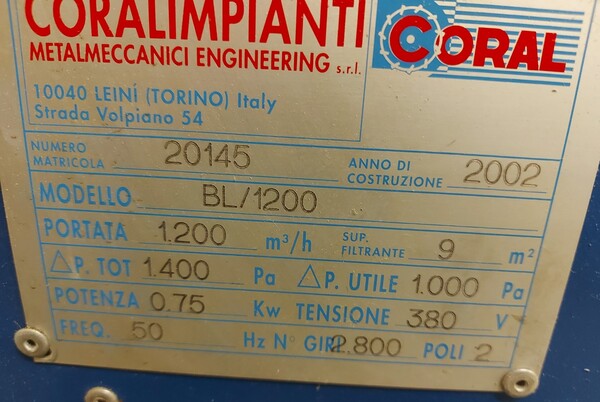 CORALIMPIANTI
METALMECCANICI ENGINEERING s.r.l.
CORAL
10040 LEINÍ (TORINO) Italy
Strada Volpiano 54
NUMERO MATRICOLA 20145 ANNO DI COSTRUZIONE 2002
MODELLO BL/1200
PORTATA 1.200 m³/h SUP. FILTRANTE 9 m²
△P. TOT 1.400 Pa △P. UTILE 1.000 Pa
POTENZA 0.75 Kw TENSIONE 380 V
FREQ. 50 Hz N° GIRI 2.800 POLI 2